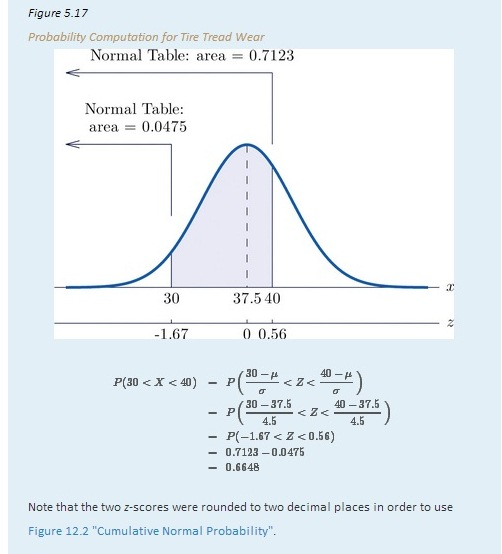 Figure 5.17
Probability Computation for Tire Tread Wear
Normal Table: area = 0.7123
Normal Table:
area = 0.0475
x
30 37.5 40
z
-1.67 0 0.56
P(30 < X < 40) = P((30 − μ)/σ < Z < (40 − μ)/σ)
= P((30 − 37.5)/4.5 < Z < (40 − 37.5)/4.5)
= P(−1.67 < Z < 0.56)
= 0.7123 − 0.0475
= 0.6648
Note that the two z-scores were rounded to two decimal places in order to use
Figure 12.2 "Cumulative Normal Probability".